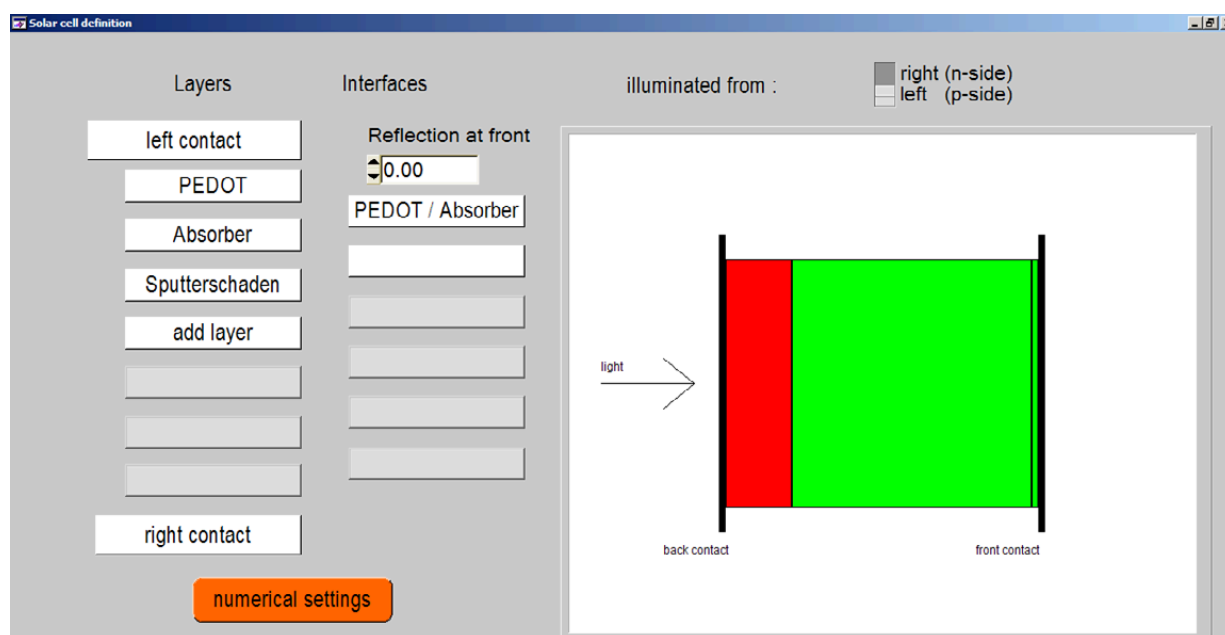 Solar cell definition
Layers
Interfaces
illuminated from :
right (n-side)
left (p-side)
left contact
Reflection at front
0.00
PEDOT
PEDOT / Absorber
Absorber
Sputterschaden
add layer
right contact
numerical settings
light
back contact
front contact